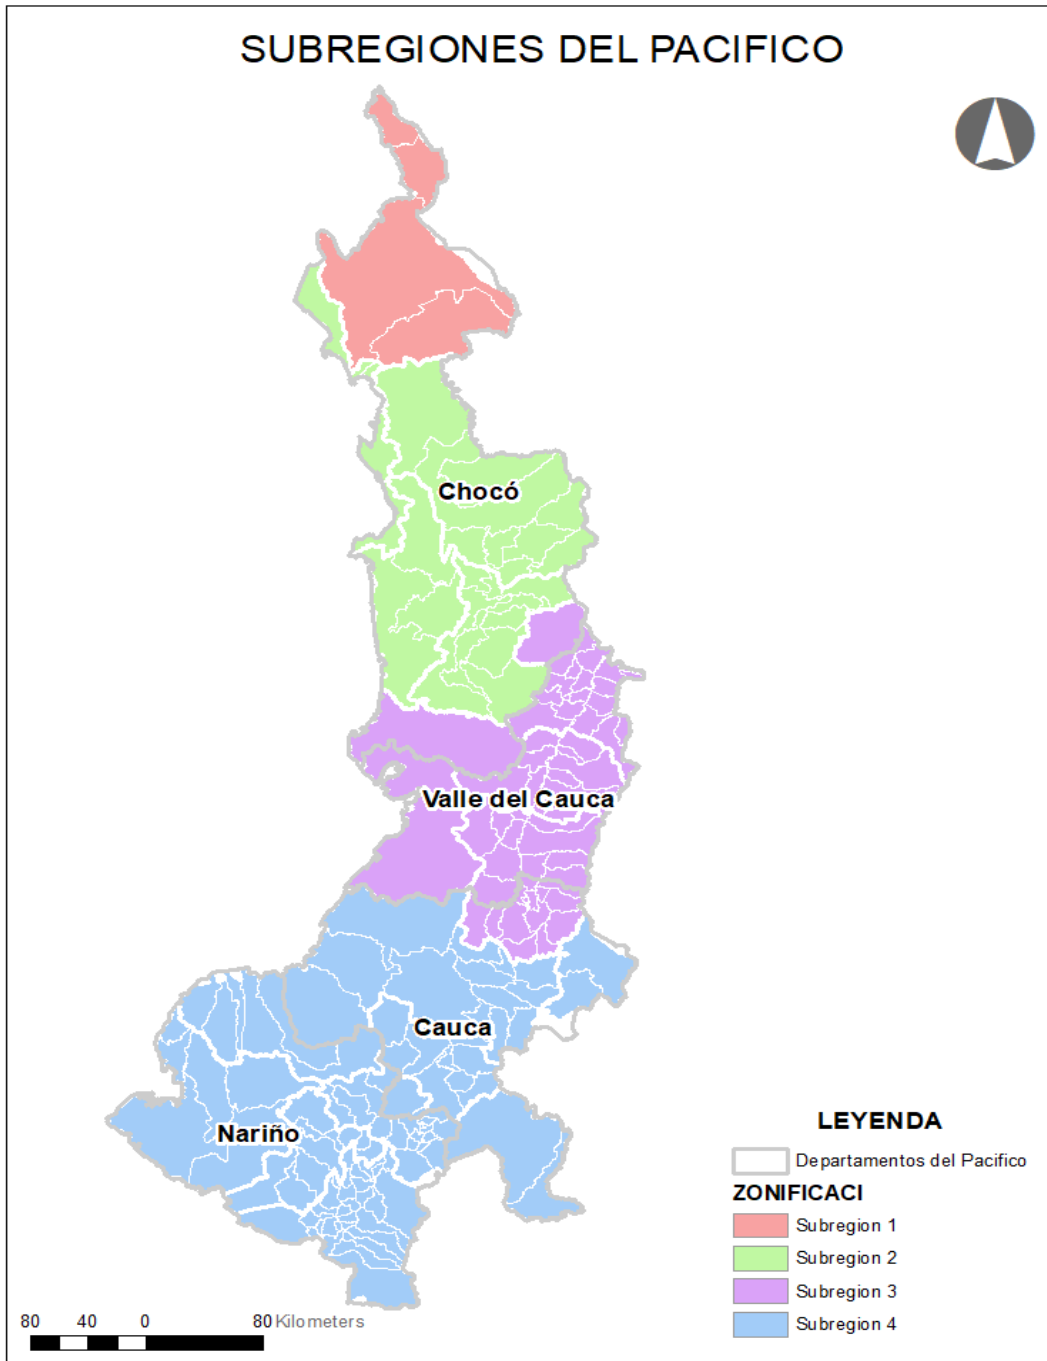 SUBREGIONES DEL PACIFICO
Chocó
Valle del Cauca
Cauca
Nariño
LEYENDA
Departamentos del Pacifico
ZONIFICACI
Subregion 1
Subregion 2
Subregion 3
Subregion 4
80 40 0 80 Kilometers